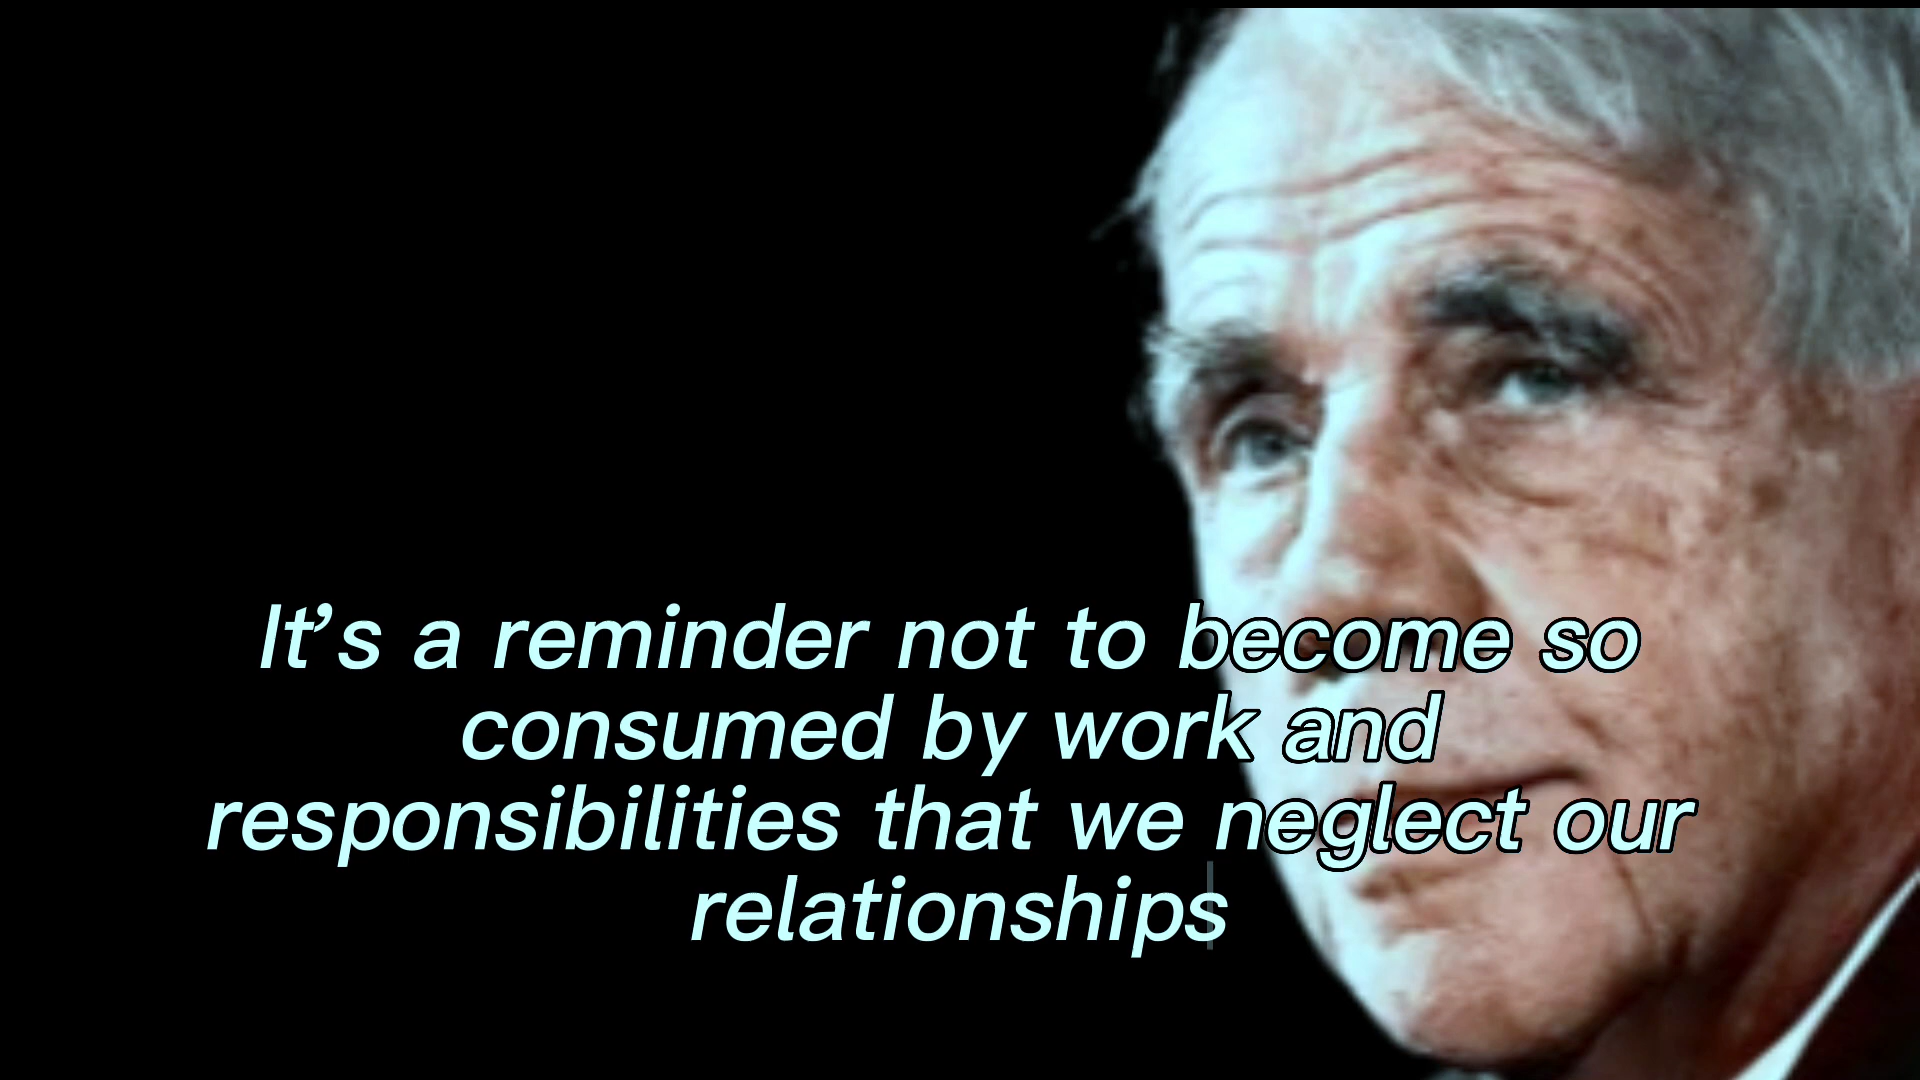 It’s a reminder not to become so
consumed by work and
responsibilities that we neglect our
relationships